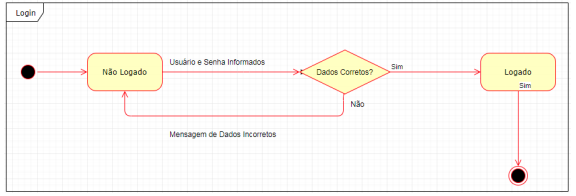 Login
Usuário e Senha Informados
Não Logado
Dados Corretos?
Sim
Logado
Sim
Não
Mensagem de Dados Incorretos